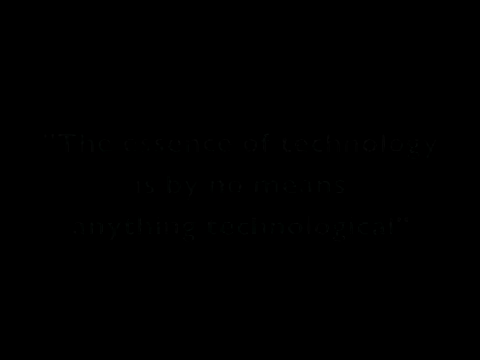 "The essence of technology
is by no means
anything technological"